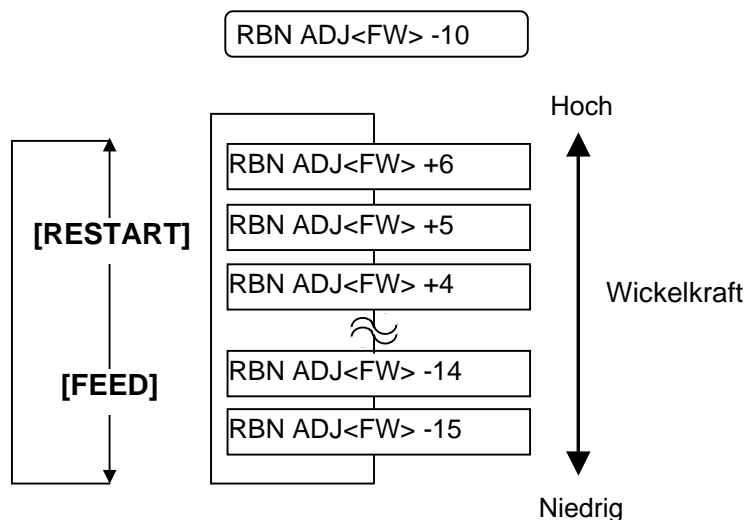 RBN ADJ<FW> -10
Hoch
RBN ADJ<FW> +6
[RESTART]
RBN ADJ<FW> +5
RBN ADJ<FW> +4
Wickelkraft
[FEED]
RBN ADJ<FW> -14
RBN ADJ<FW> -15
Niedrig